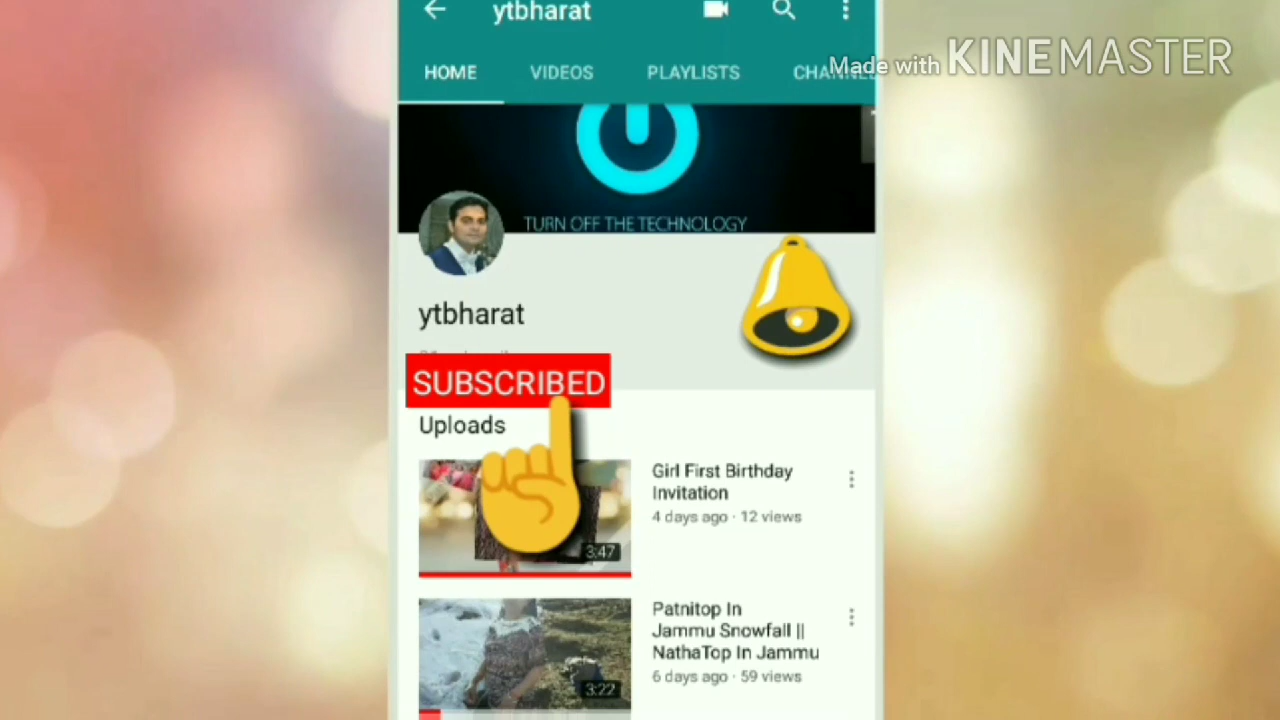 ytbharat
Made with KINEMASTER
HOME VIDEOS PLAYLISTS CHANNEL
TURN OFF THE TECHNOLOGY
ytbharat
SUBSCRIBED
Uploads
Girl First Birthday
Invitation
4 days ago · 12 views
3:47
Patnitop In
Jammu Snowfall ||
NathaTop In Jammu
6 days ago · 59 views
3:22